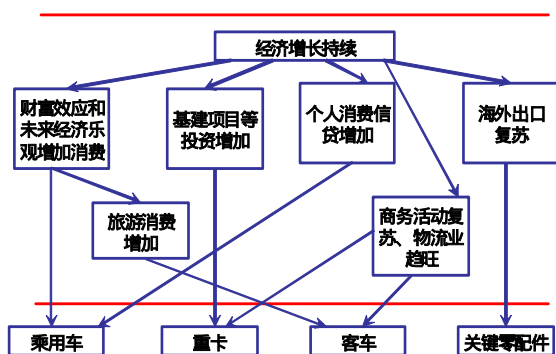 经济增长持续
财富效应和
未来经济乐
观增加消费
基建项目等
投资增加
个人消费信
贷增加
海外出口
复苏
旅游消费
增加
商务活动复
苏、物流业
趋旺
乘用车
重卡
客车
关键零配件